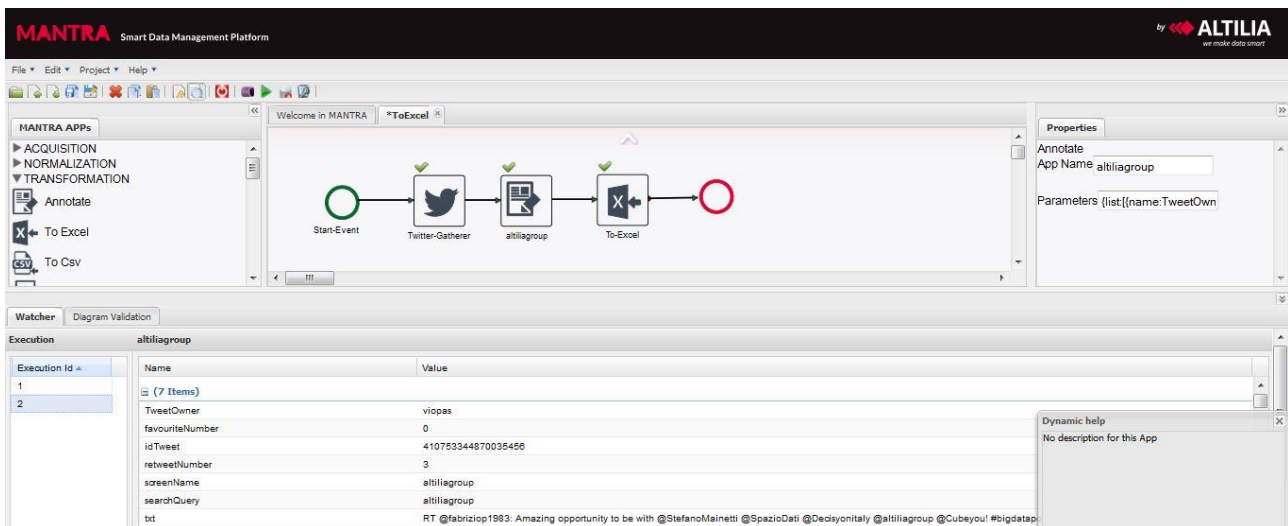 MANTRA Smart Data Management Platform
by ALTILIA
we make data smart
File Edit Project Help
MANTRA APPs
ACQUISITION
NORMALIZATION
TRANSFORMATION
Annotate
To Excel
To Csv
Welcome in MANTRA *ToExcel
Start-Event
Twitter-Gatherer
altiliagroup
To-Excel
Properties
Annotate
App Name altiliagroup
Parameters {list:[{name:TweetOwn
Watcher Diagram Validation
Execution altiliagroup
Execution Id
1
2
Name Value
(7 Items)
TweetOwner viopas
favouriteNumber 0
idTweet 410753344870035456
retweetNumber 3
screenName altiliagroup
searchQuery altiliagroup
txt RT @fabriziop1983: Amazing opportunity to be with @StefanoMainetti @SpazioDati @Decisyonitaly @altiliagroup @Cubeyou! #bigdatap
Dynamic help
No description for this App